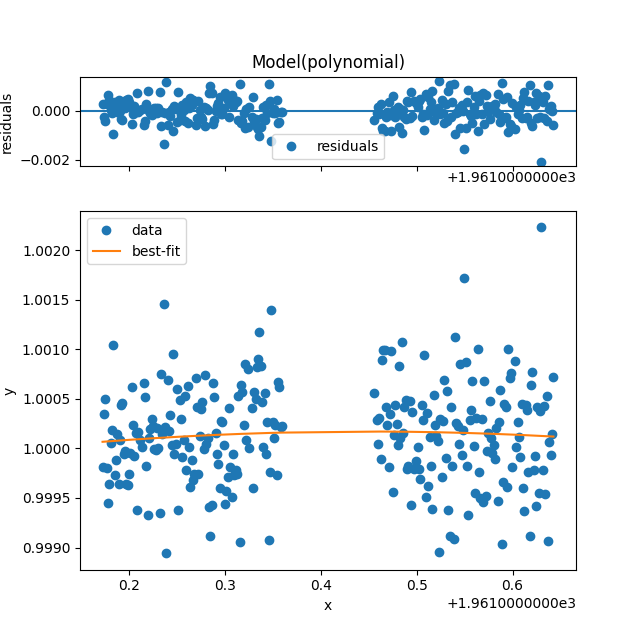 Model(polynomial)
residuals
0.000
−0.002
residuals
+1.9610000000e3
y
1.0020
1.0015
1.0010
1.0005
1.0000
0.9995
0.9990
data
best-fit
0.2 0.3 0.4 0.5 0.6
x
+1.9610000000e3